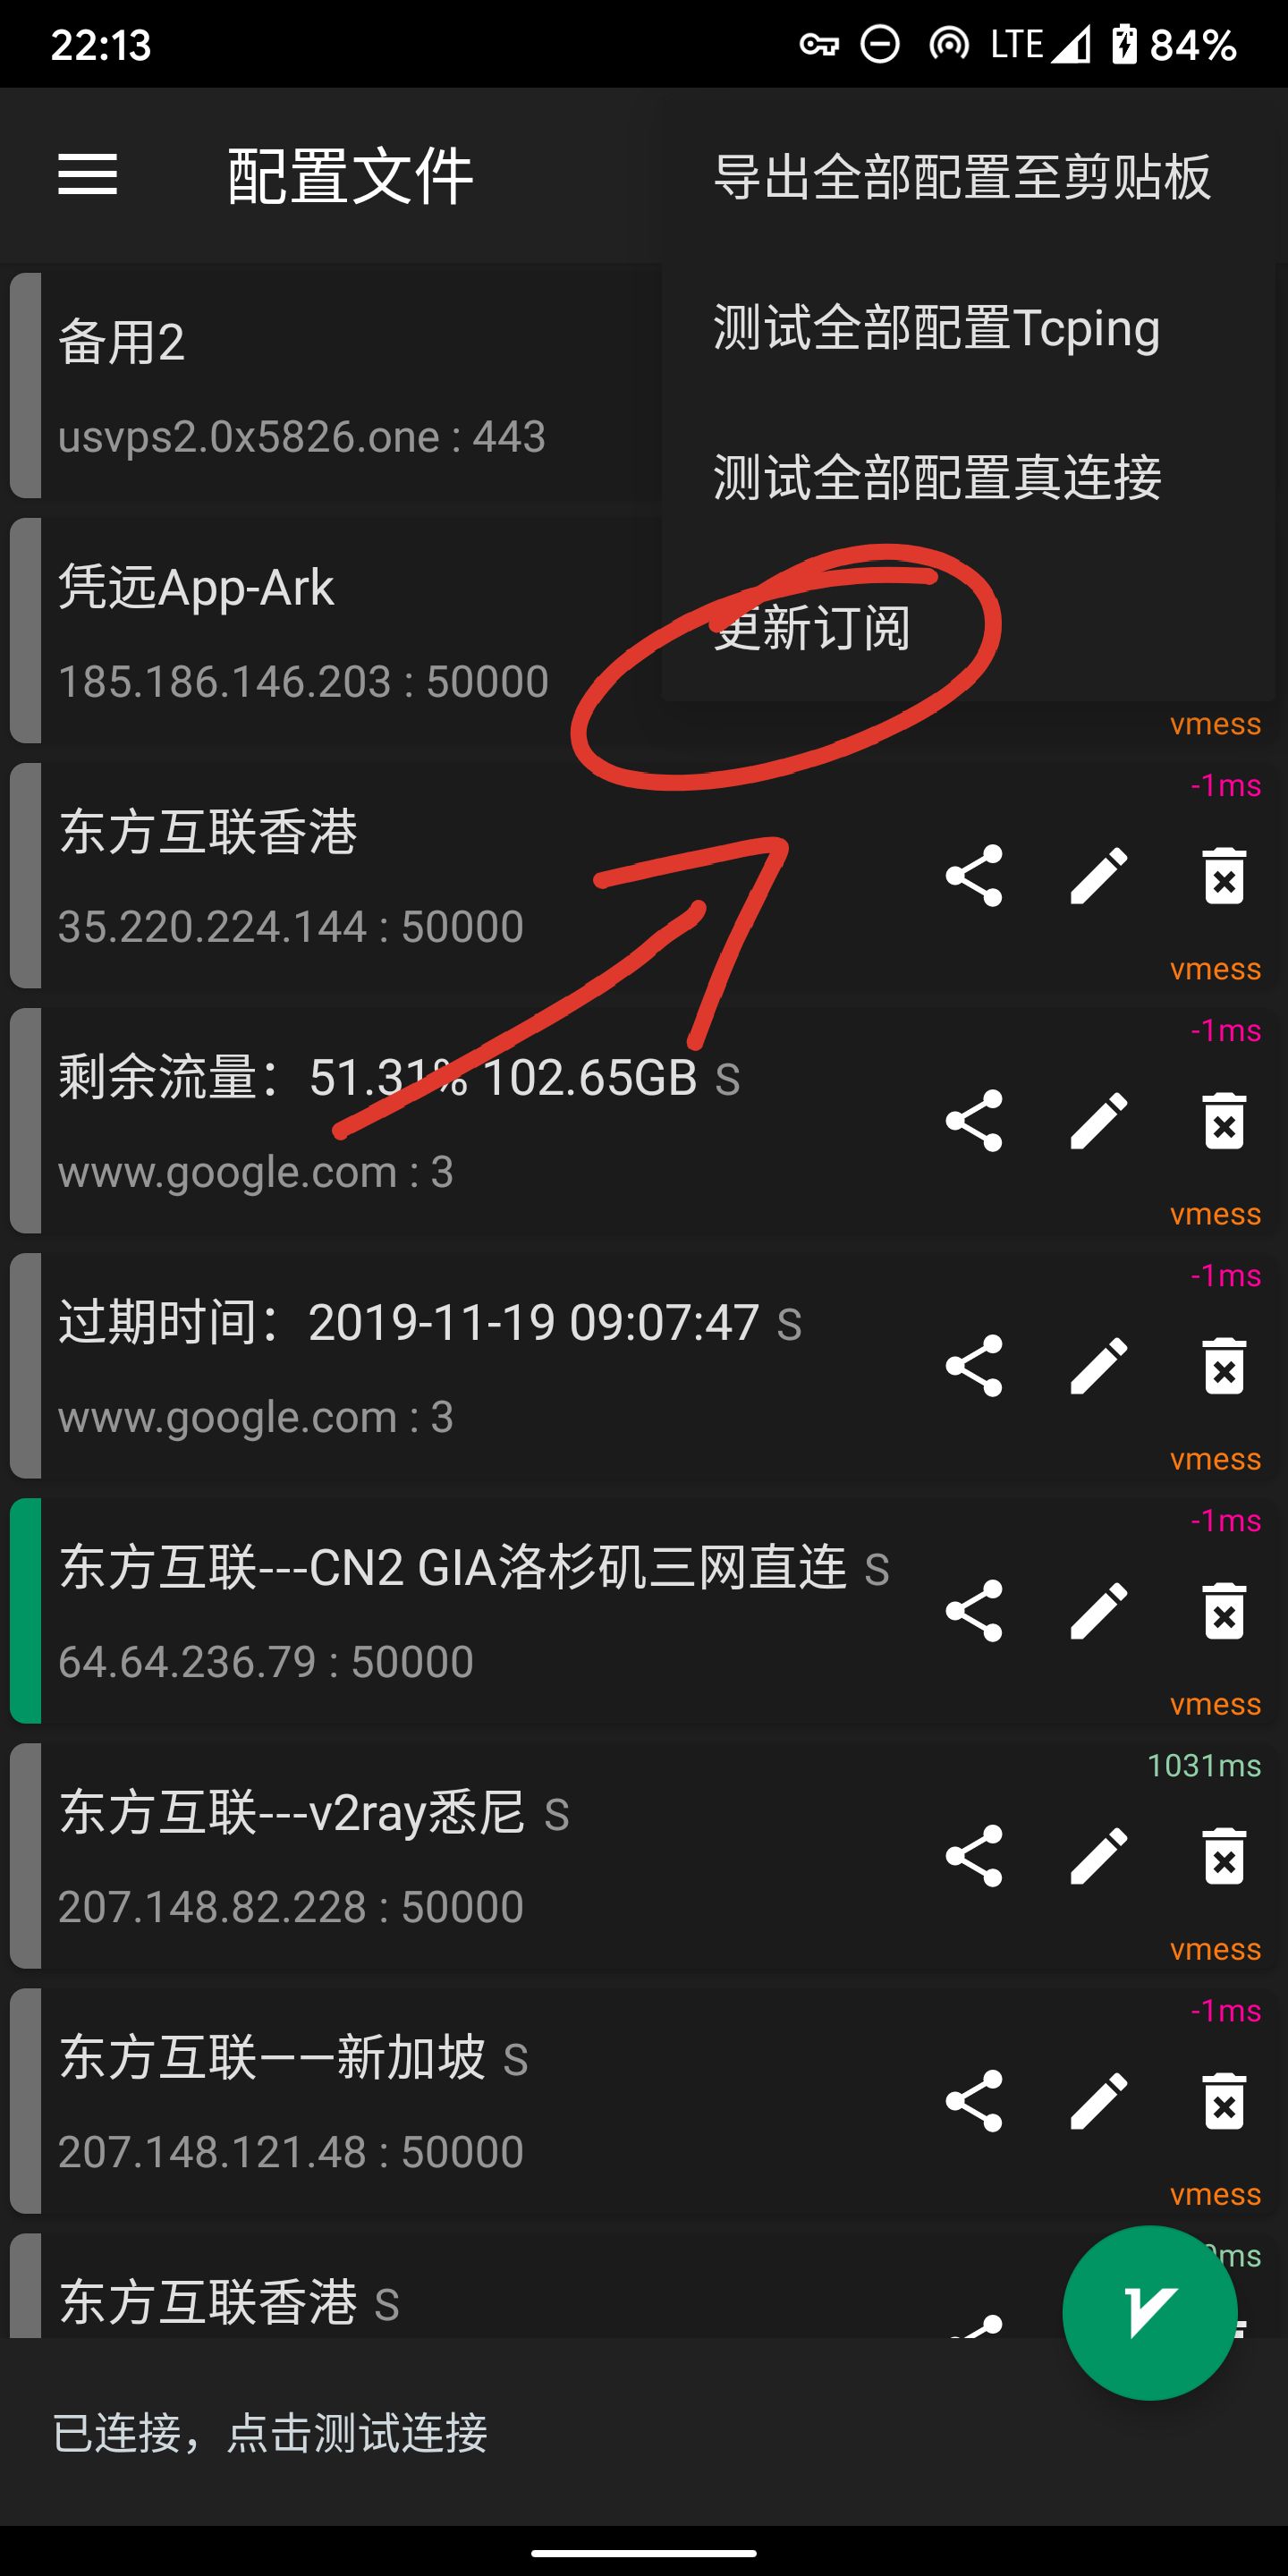 22:13 LTE 84%
配置文件
导出全部配置至剪贴板
测试全部配置Tcping
测试全部配置真连接
更新订阅
备用2
usvps2.0x5826.one : 443
凭远App-Ark
185.186.146.203 : 50000
vmess
-1ms
东方互联香港
35.220.224.144 : 50000
vmess
-1ms
剩余流量：51.31% 102.65GB S
www.google.com : 3
vmess
-1ms
过期时间：2019-11-19 09:07:47 S
www.google.com : 3
vmess
-1ms
东方互联---CN2 GIA洛杉矶三网直连 S
64.64.236.79 : 50000
vmess
1031ms
东方互联---v2ray悉尼 S
207.148.82.228 : 50000
vmess
-1ms
东方互联——新加坡 S
207.148.121.48 : 50000
vmess
东方互联香港 S
已连接，点击测试连接